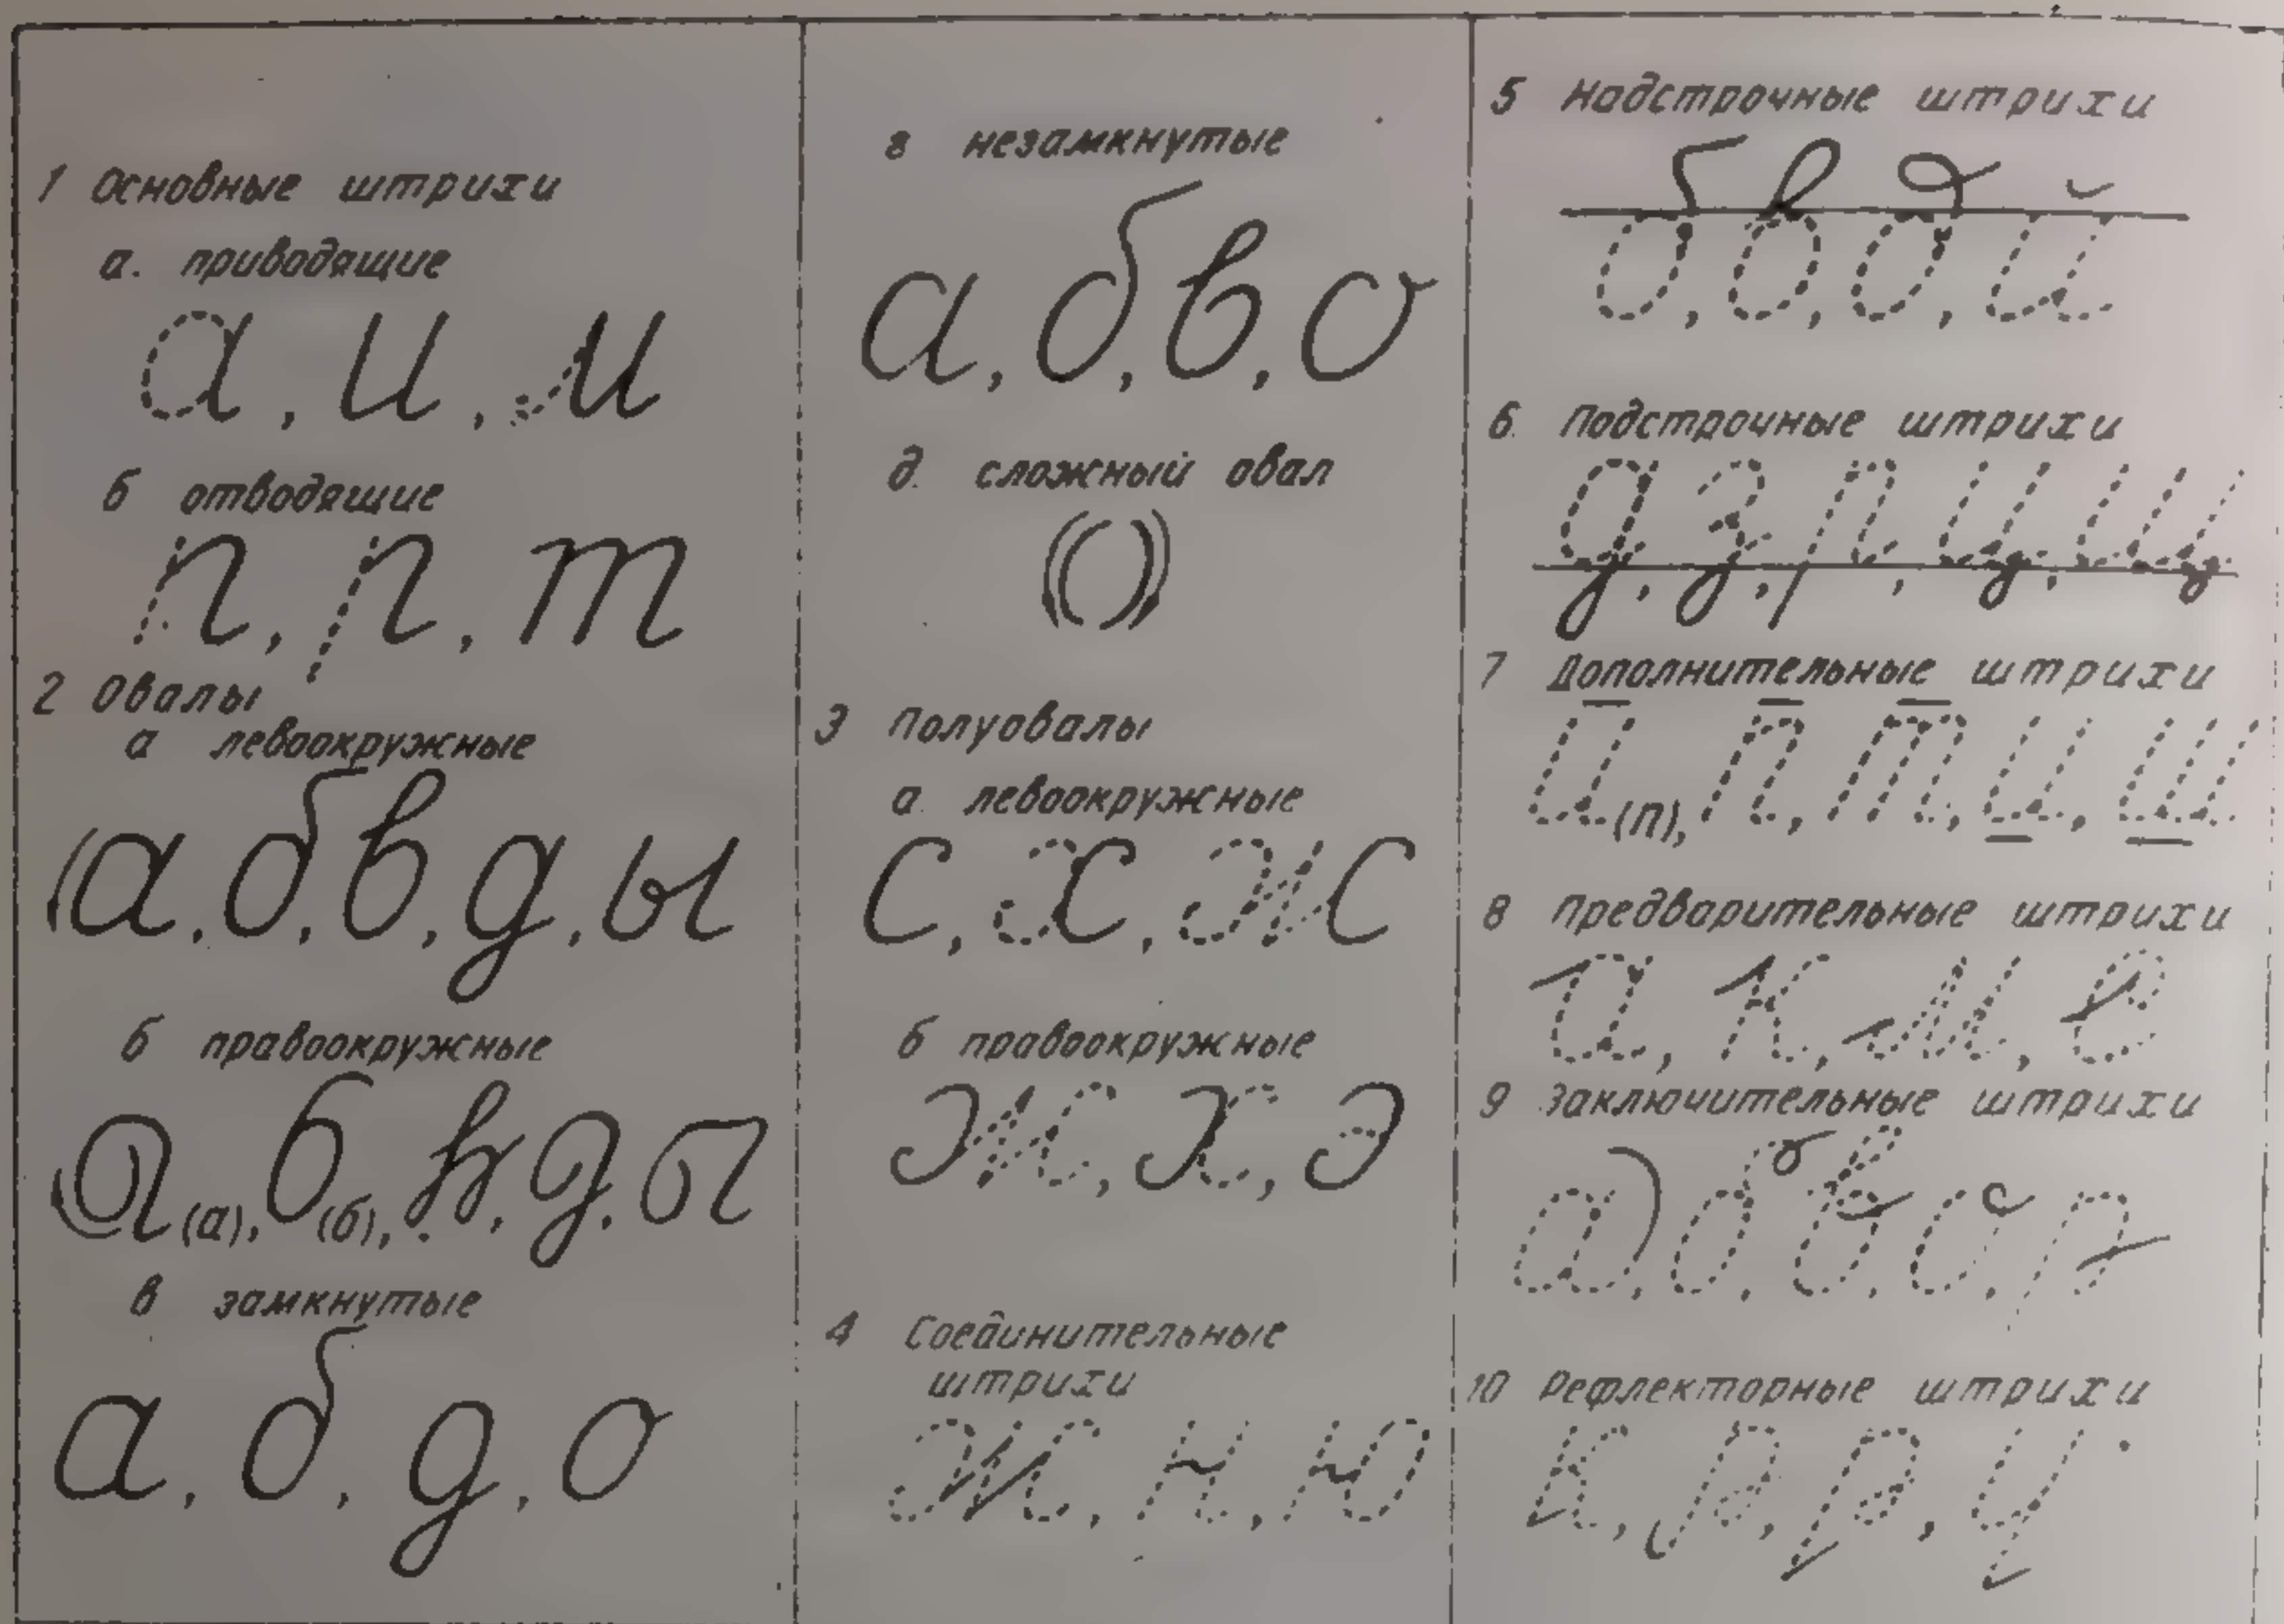 1 Основные штрихи
а. приводящие
а, и, м
б отводящие
п, р, т
2 Овалы
а левоокружные
а, б, в, д, ы
б правоокружные
а (а), б (б), в, д, ы
в замкнутые
а, б, д, о
г незамкнутые
а, б, в, о
д. сложный овал
3 Полуовалы
а. левоокружные
с, х, ж
б правоокружные
ж, х, э
4 Соединительные
штрихи
ж, н, ю
5 Надстрочные штрихи
б, в, д, й
6. Подстрочные штрихи
д, з, р, ц, щ
7 Дополнительные штрихи
п (п), п, т, и, ш
8 Предварительные штрихи
а, к, м, е
9 Заключительные штрихи
а, б, в, о, р
10 Рефлекторные штрихи
к, р, р, у